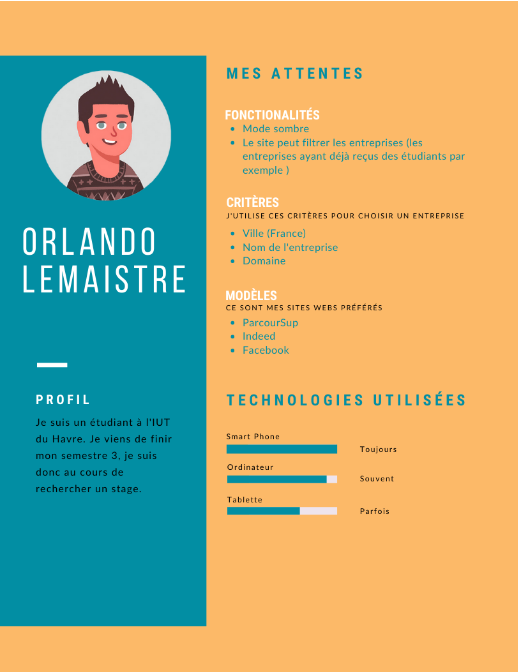 ORLANDO
LEMAISTRE
PROFIL
Je suis un étudiant à l'IUT
du Havre. Je viens de finir
mon semestre 3, je suis
donc au cours de
rechercher un stage.
MES ATTENTES
FONCTIONALITÉS
Mode sombre
Le site peut filtrer les entreprises (les
entreprises ayant déjà reçus des étudiants par
exemple )
CRITÈRES
J'UTILISE CES CRITÈRES POUR CHOISIR UN ENTREPRISE
Ville (France)
Nom de l'entreprise
Domaine
MODÈLES
CE SONT MES SITES WEBS PRÉFÉRÉS
ParcourSup
Indeed
Facebook
TECHNOLOGIES UTILISÉES
Smart Phone
Toujours
Ordinateur
Souvent
Tablette
Parfois